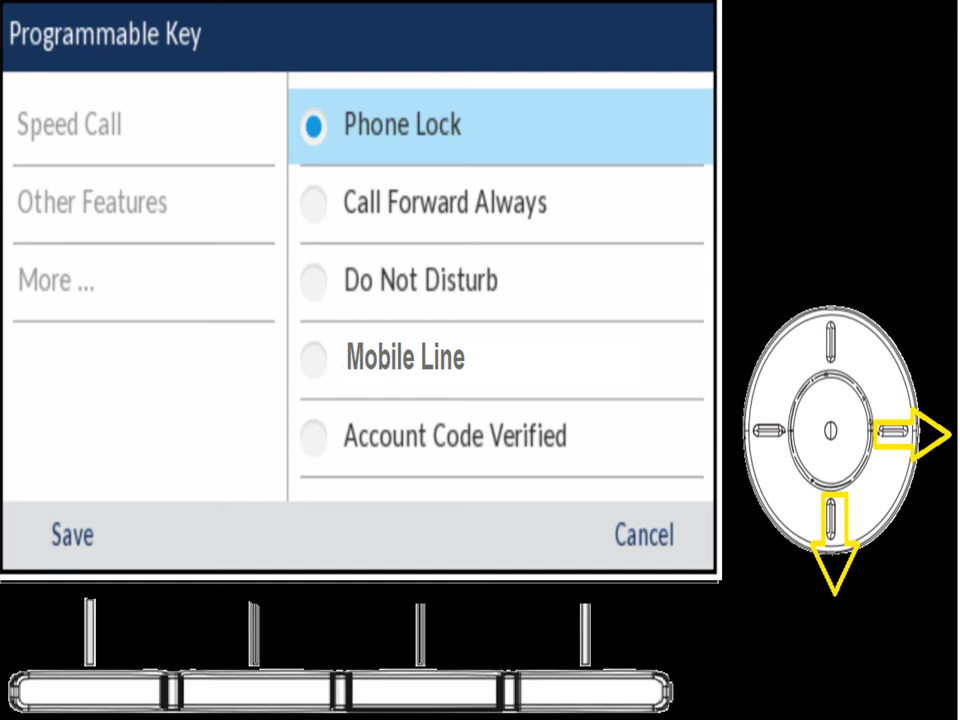 Programmable Key
Speed Call
Other Features
More ...
Phone Lock
Call Forward Always
Do Not Disturb
Mobile Line
Account Code Verified
Save
Cancel